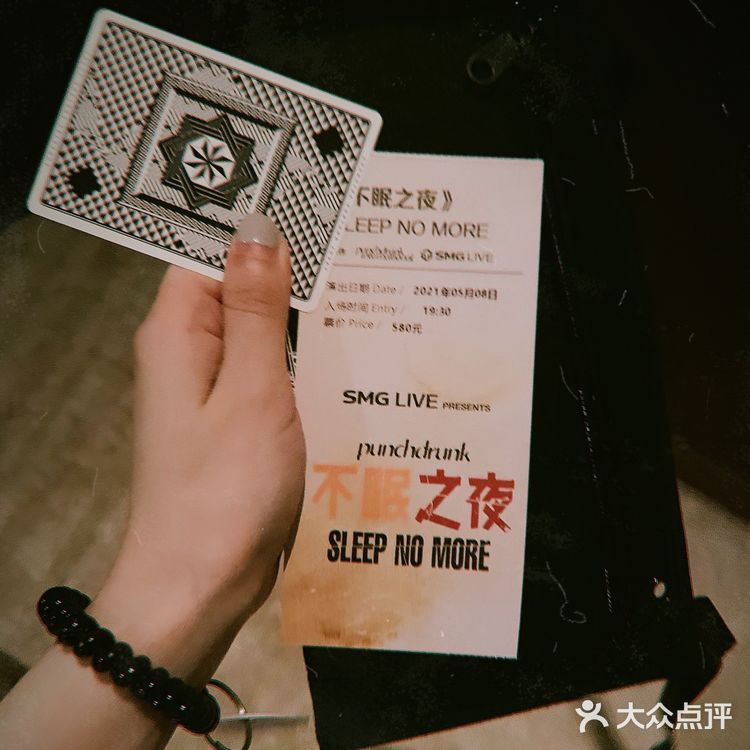 不眠之夜》
SLEEP NO MORE
punchdrunk SMG LIVE
演出日期 Date / 2021年05月08日
入场时间 Entry / 19:30
票价 Price / 580元
SMG LIVE PRESENTS
punchdrunk
不眠之夜
SLEEP NO MORE
大众点评